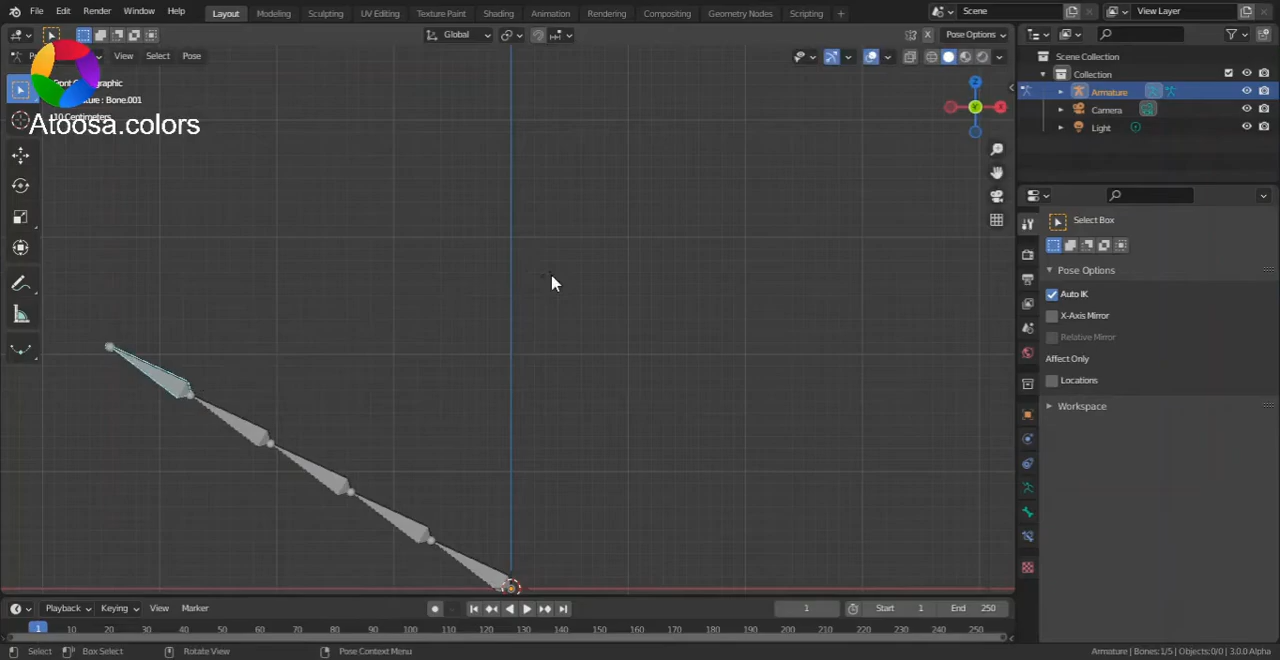 File Edit Render Window Help
Layout Modeling Sculpting UV Editing Texture Paint Shading Animation Rendering Compositing Geometry Nodes Scripting +
Scene View Layer
Global Pose Options
View Select Pose
Scene Collection
Collection
Armature
Camera
Light
Bone.001
Atoosa.colors
Select Box
Pose Options
Auto IK
X-Axis Mirror
Relative Mirror
Affect Only
Locations
Workspace
Playback Keying View Marker 1 Start 1 End 250
1 10 20 30 40 50 60 70 80 90 100 110 120 130 140 150 160 170 180 190 200 210 220 230 240 250
Select Box Select Rotate View Pose Context Menu Armature | Bones:1/5 | Objects:0/0 | 3.0.0 Alpha